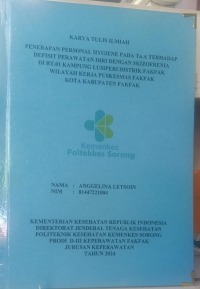 KARYA TULIS ILMIAH
PENERAPAN PERSONAL HYGIENE PADA Tn.A TERHADAP
DEFISIT PERAWATAN DIRI DENGAN SKIZOFRENIA
DI RT.01 KAMPUNG DISTRIK FAKFAK
WILAYAH KERJA PUSKESMAS FAKFAK
KOTA KABUPATEN FAKFAK
Kemenkes
Poltekkes Sorong
NAMA : ANGGELINA LETSOIN
NIM :
KEMENTERIAN KESEHATAN REPUBLIK INDONESIA
DIREKTORAT JENDERAL TENAGA KESEHATAN
POLITEKNIK KESEHATAN KEMENKES SORONG
PRODI D-III KEPERAWATAN FAKFAK
JURUSAN KEPERAWATAN
TAHUN 2024